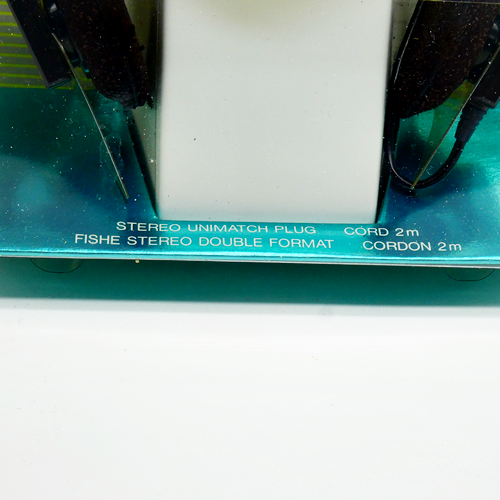 STEREO UNIMATCH PLUG CORD 2m
FISHE STEREO DOUBLE FORMAT CORDON 2m